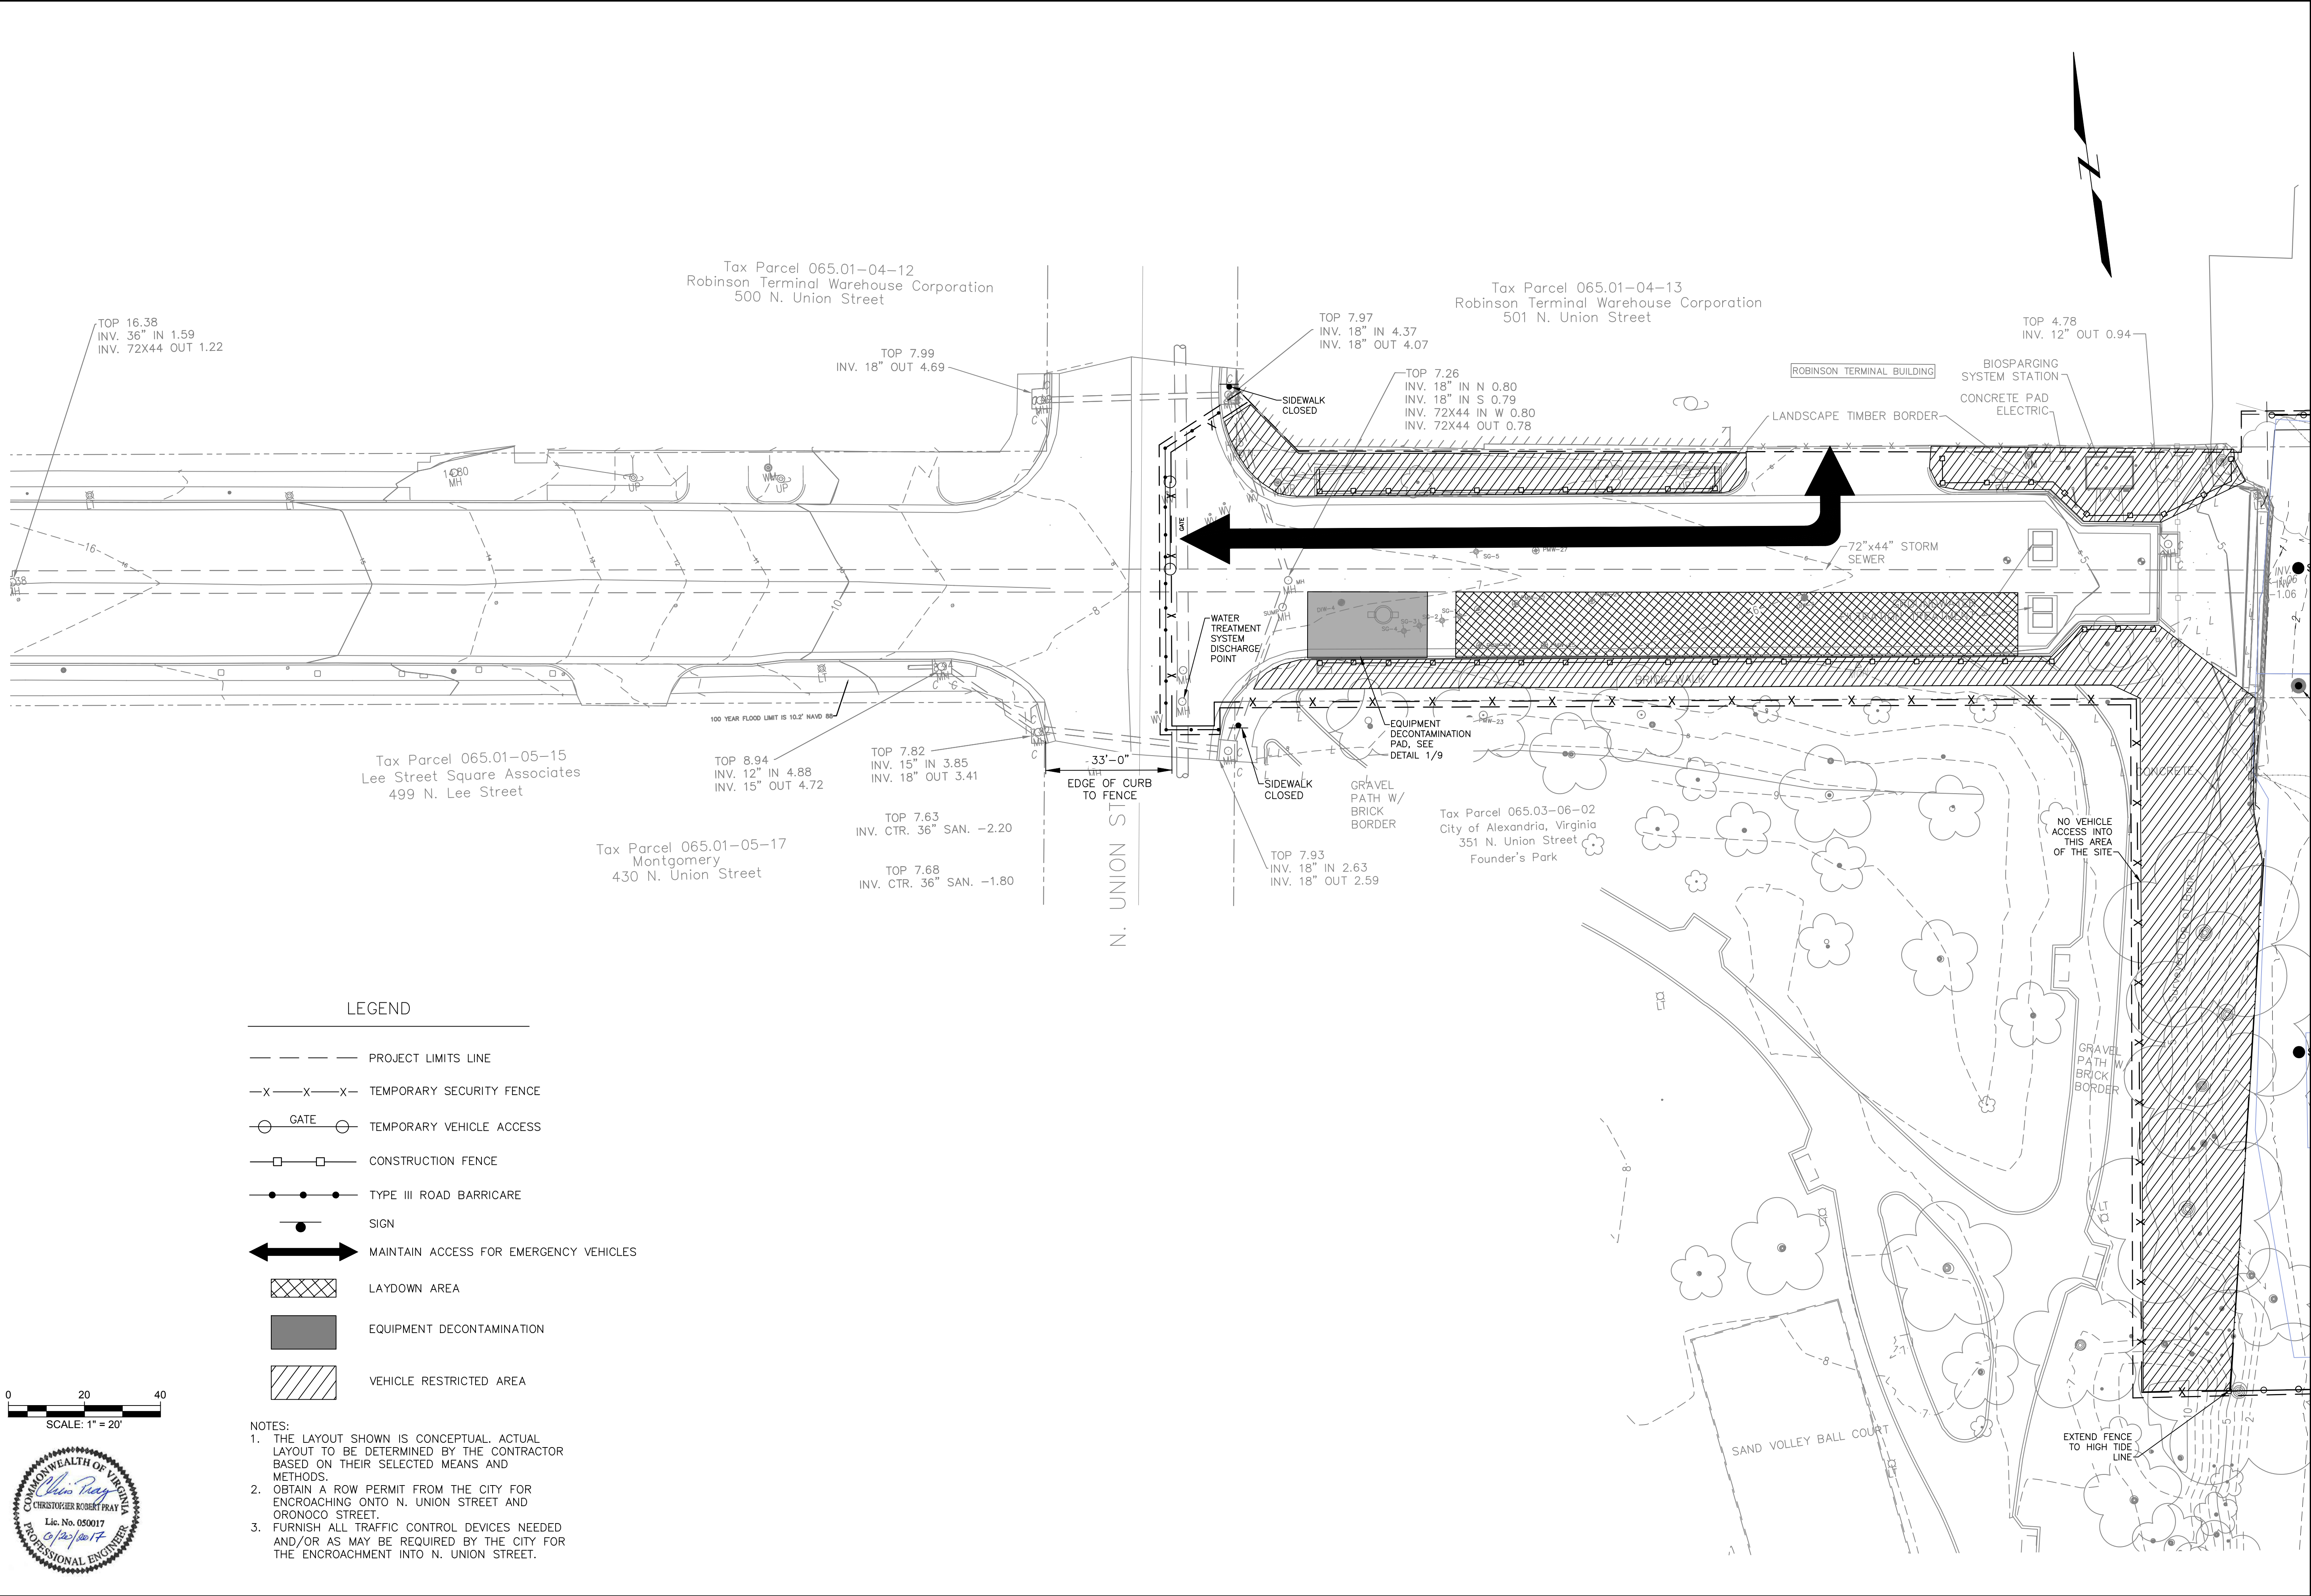 Tax Parcel 065.01-04-12
Robinson Terminal Warehouse Corporation
500 N. Union Street
Tax Parcel 065.01-04-13
Robinson Terminal Warehouse Corporation
501 N. Union Street
N
TOP 16.38
INV. 36" IN 1.59
INV. 72X44 OUT 1.22
TOP 7.99
INV. 18" OUT 4.69
TOP 7.97
INV. 18" IN 4.37
INV. 18" OUT 4.07
TOP 7.26
INV. 18" IN N 0.80
INV. 18" IN S 0.79
INV. 72X44 IN W 0.80
INV. 72X44 OUT 0.78
TOP 4.78
INV. 12" OUT 0.94
ROBINSON TERMINAL BUILDING
BIOSPARGING
SYSTEM STATION
CONCRETE PAD
ELECTRIC
LANDSCAPE TIMBER BORDER
SIDEWALK
CLOSED
GATE
72"x44" STORM
SEWER
WATER
TREATMENT
SYSTEM
DISCHARGE
POINT
BRICK WALK
EQUIPMENT
DECONTAMINATION
PAD, SEE
DETAIL 1/9
100 YEAR FLOOD LIMIT IS 10.2' NAVD 88
Tax Parcel 065.01-05-15
Lee Street Square Associates
499 N. Lee Street
TOP 8.94
INV. 12" IN 4.88
INV. 15" OUT 4.72
TOP 7.82
INV. 15" IN 3.85
INV. 18" OUT 3.41
33'-0"
EDGE OF CURB
TO FENCE
SIDEWALK
CLOSED
GRAVEL
PATH W/
BRICK
BORDER
Tax Parcel 065.03-06-02
City of Alexandria, Virginia
351 N. Union Street
Founder's Park
CONCRETE
NO VEHICLE
ACCESS INTO
THIS AREA
OF THE SITE
TOP 7.63
INV. CTR. 36" SAN. -2.20
Tax Parcel 065.01-05-17
Montgomery
430 N. Union Street
TOP 7.68
INV. CTR. 36" SAN. -1.80
TOP 7.93
INV. 18" IN 2.63
INV. 18" OUT 2.59
N. UNION ST
Surveyed Top of Bank
GRAVEL
PATH W
BRICK
BORDER
SAND VOLLEY BALL COURT
EXTEND FENCE
TO HIGH TIDE
LINE
LEGEND
PROJECT LIMITS LINE
TEMPORARY SECURITY FENCE
GATE
TEMPORARY VEHICLE ACCESS
CONSTRUCTION FENCE
TYPE III ROAD BARRICARE
SIGN
MAINTAIN ACCESS FOR EMERGENCY VEHICLES
LAYDOWN AREA
EQUIPMENT DECONTAMINATION
VEHICLE RESTRICTED AREA
0 20 40
SCALE: 1" = 20'
NOTES:
1. THE LAYOUT SHOWN IS CONCEPTUAL. ACTUAL
LAYOUT TO BE DETERMINED BY THE CONTRACTOR
BASED ON THEIR SELECTED MEANS AND
METHODS.
2. OBTAIN A ROW PERMIT FROM THE CITY FOR
ENCROACHING ONTO N. UNION STREET AND
ORONOCO STREET.
3. FURNISH ALL TRAFFIC CONTROL DEVICES NEEDED
AND/OR AS MAY BE REQUIRED BY THE CITY FOR
THE ENCROACHMENT INTO N. UNION STREET.
COMMONWEALTH OF VIRGINIA
Chris Pray
CHRISTOPHER ROBERT PRAY
Lic. No. 050017
6/20/2017
PROFESSIONAL ENGINEER